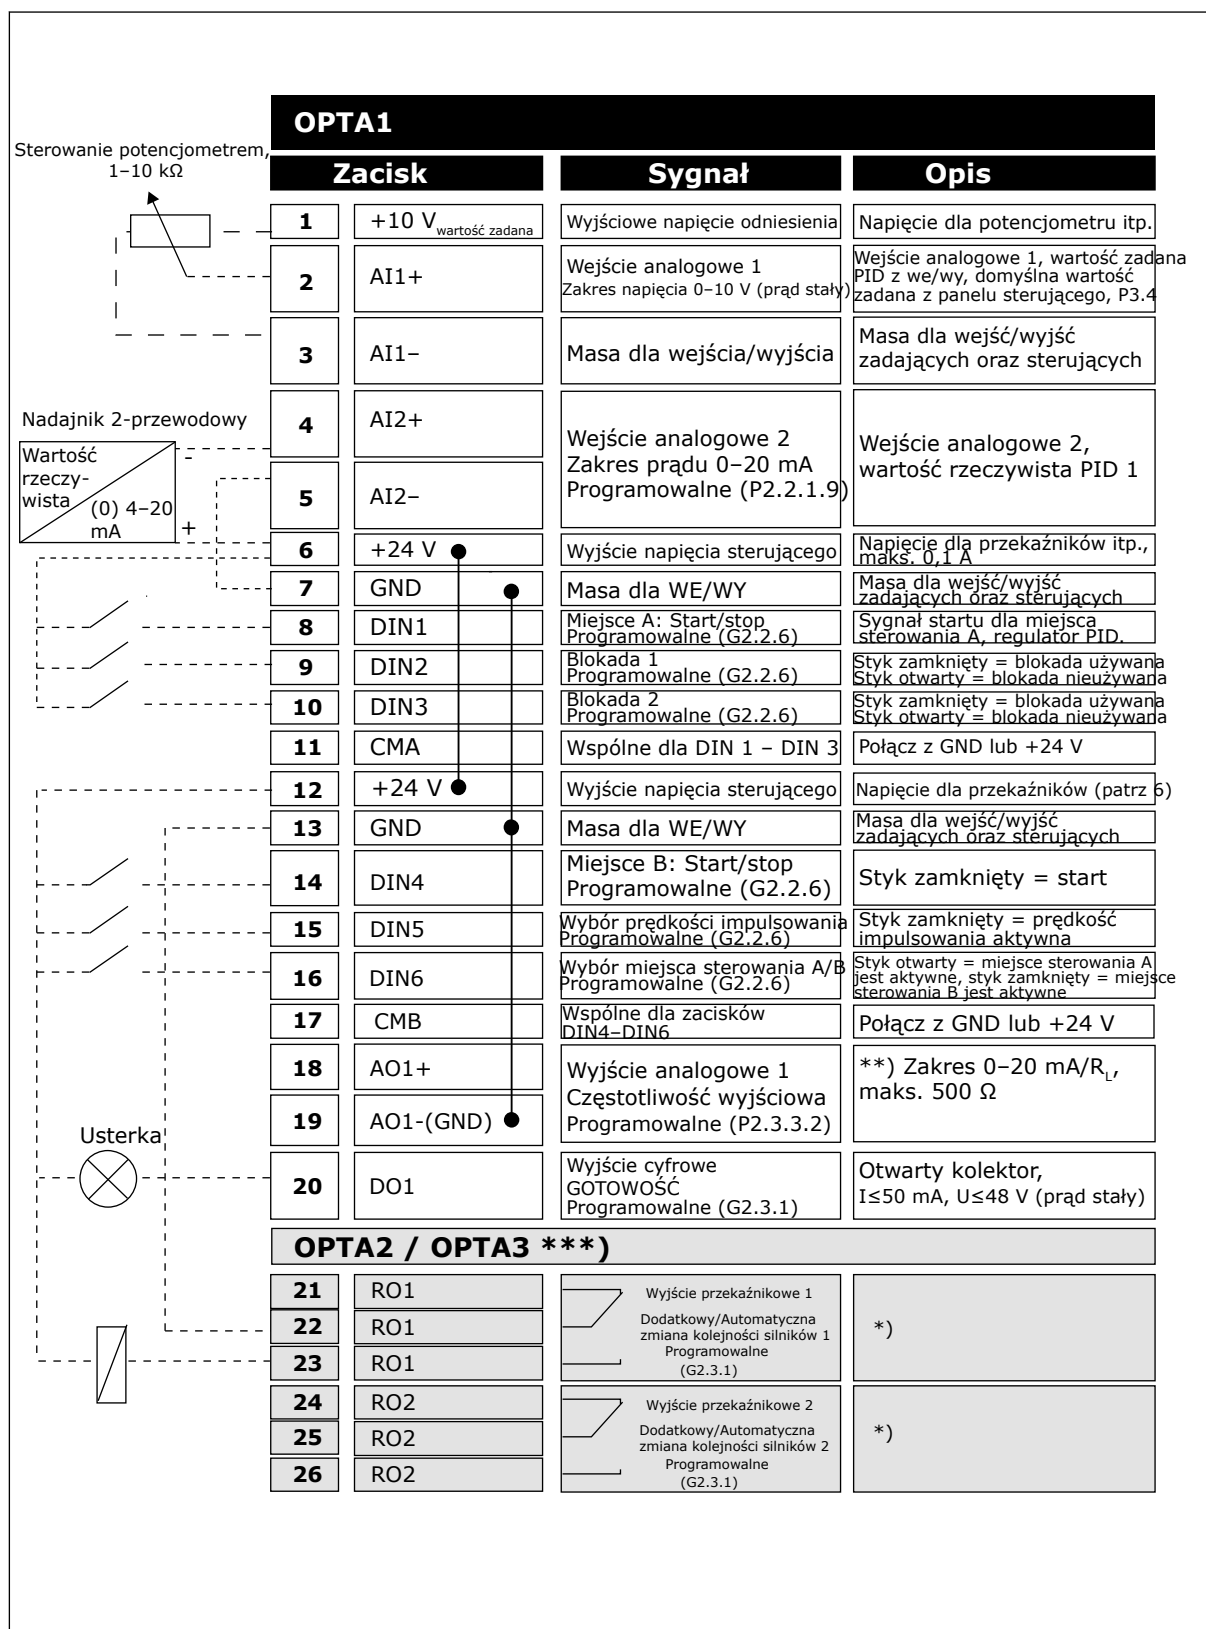 OPTA1
Sterowanie potencjometrem,
1–10 kΩ
Zacisk
Sygnał
Opis
1
+10 V wartość zadana
Wyjściowe napięcie odniesienia
Napięcie dla potencjometru itp.
2
AI1+
Wejście analogowe 1
Zakres napięcia 0–10 V (prąd stały)
Wejście analogowe 1, wartość zadana
PID z we/wy, domyślna wartość
zadana z panelu sterującego, P3.4
3
AI1–
Masa dla wejścia/wyjścia
Masa dla wejść/wyjść
zadających oraz sterujących
Nadajnik 2-przewodowy
Wartość
rzeczy-
wista
(0) 4–20
mA
-
+
4
AI2+
5
AI2–
Wejście analogowe 2
Zakres prądu 0–20 mA
Programowalne (P2.2.1.9)
Wejście analogowe 2,
wartość rzeczywista PID 1
6
+24 V
Wyjście napięcia sterującego
Napięcie dla przekaźników itp.,
maks. 0,1 A
7
GND
Masa dla WE/WY
Masa dla wejść/wyjść
zadających oraz sterujących
8
DIN1
Miejsce A: Start/stop
Programowalne (G2.2.6)
Sygnał startu dla miejsca
sterowania A, regulator PID.
9
DIN2
Blokada 1
Programowalne (G2.2.6)
Styk zamknięty = blokada używana
Styk otwarty = blokada nieużywana
10
DIN3
Blokada 2
Programowalne (G2.2.6)
Styk zamknięty = blokada używana
Styk otwarty = blokada nieużywana
11
CMA
Wspólne dla DIN 1 – DIN 3
Połącz z GND lub +24 V
12
+24 V
Wyjście napięcia sterującego
Napięcie dla przekaźników (patrz 6)
13
GND
Masa dla WE/WY
Masa dla wejść/wyjść
zadających oraz sterujących
14
DIN4
Miejsce B: Start/stop
Programowalne (G2.2.6)
Styk zamknięty = start
15
DIN5
Wybór prędkości impulsowania
Programowalne (G2.2.6)
Styk zamknięty = prędkość
impulsowania aktywna
16
DIN6
Wybór miejsca sterowania A/B
Programowalne (G2.2.6)
Styk otwarty = miejsce sterowania A
jest aktywne, styk zamknięty = miejsce
sterowania B jest aktywne
17
CMB
Wspólne dla zacisków
DIN4–DIN6
Połącz z GND lub +24 V
18
AO1+
19
AO1-(GND)
Wyjście analogowe 1
Częstotliwość wyjściowa
Programowalne (P2.3.3.2)
**) Zakres 0–20 mA/RL,
maks. 500 Ω
Usterka
20
DO1
Wyjście cyfrowe
GOTOWOŚĆ
Programowalne (G2.3.1)
Otwarty kolektor,
I≤50 mA, U≤48 V (prąd stały)
OPTA2 / OPTA3 ***)
21
RO1
22
RO1
23
RO1
Wyjście przekaźnikowe 1
Dodatkowy/Automatyczna
zmiana kolejności silników 1
Programowalne
(G2.3.1)
*)
24
RO2
25
RO2
26
RO2
Wyjście przekaźnikowe 2
Dodatkowy/Automatyczna
zmiana kolejności silników 2
Programowalne
(G2.3.1)
*)